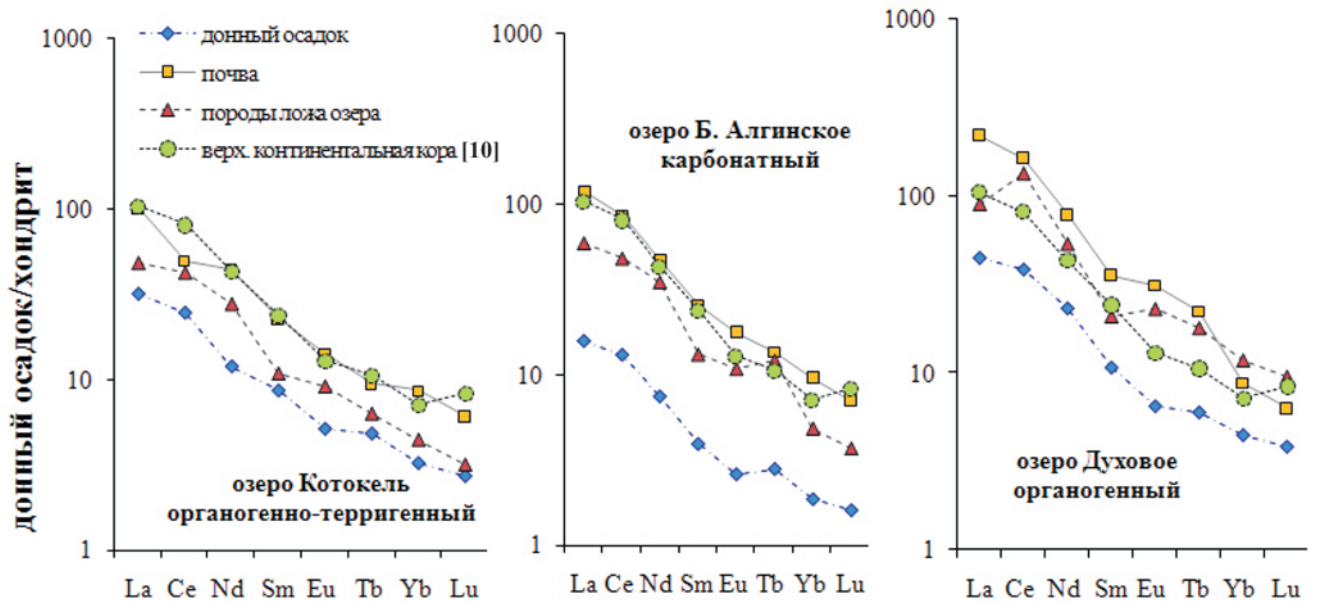 донный осадок/хондрит
1000
100
10
1
донный осадок
почва
породы ложа озера
верх. континентальная кора [10]
озеро Котокель
органогенно-терригенный
La Ce Nd Sm Eu Tb Yb Lu
1000
100
10
1
озеро Б. Алгинское
карбонатный
La Ce Nd Sm Eu Tb Yb Lu
1000
100
10
1
озеро Духовое
органогенный
La Ce Nd Sm Eu Tb Yb Lu